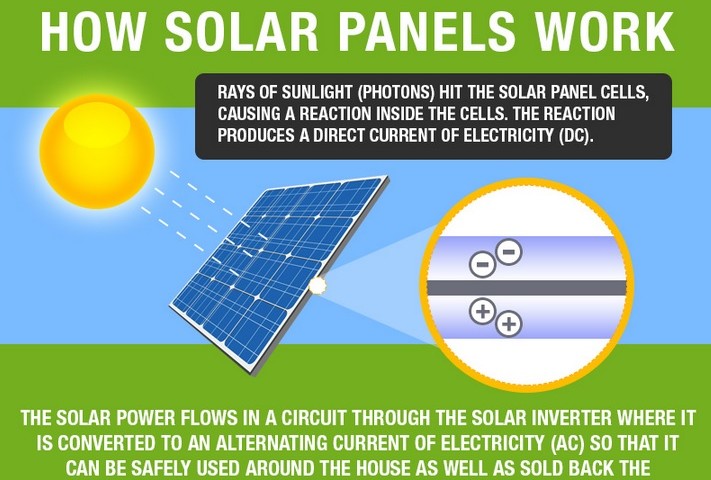 HOW SOLAR PANELS WORK
RAYS OF SUNLIGHT (PHOTONS) HIT THE SOLAR PANEL CELLS,
CAUSING A REACTION INSIDE THE CELLS. THE REACTION
PRODUCES A DIRECT CURRENT OF ELECTRICITY (DC).
THE SOLAR POWER FLOWS IN A CIRCUIT THROUGH THE SOLAR INVERTER WHERE IT
IS CONVERTED TO AN ALTERNATING CURRENT OF ELECTRICITY (AC) SO THAT IT
CAN BE SAFELY USED AROUND THE HOUSE AS WELL AS SOLD BACK THE